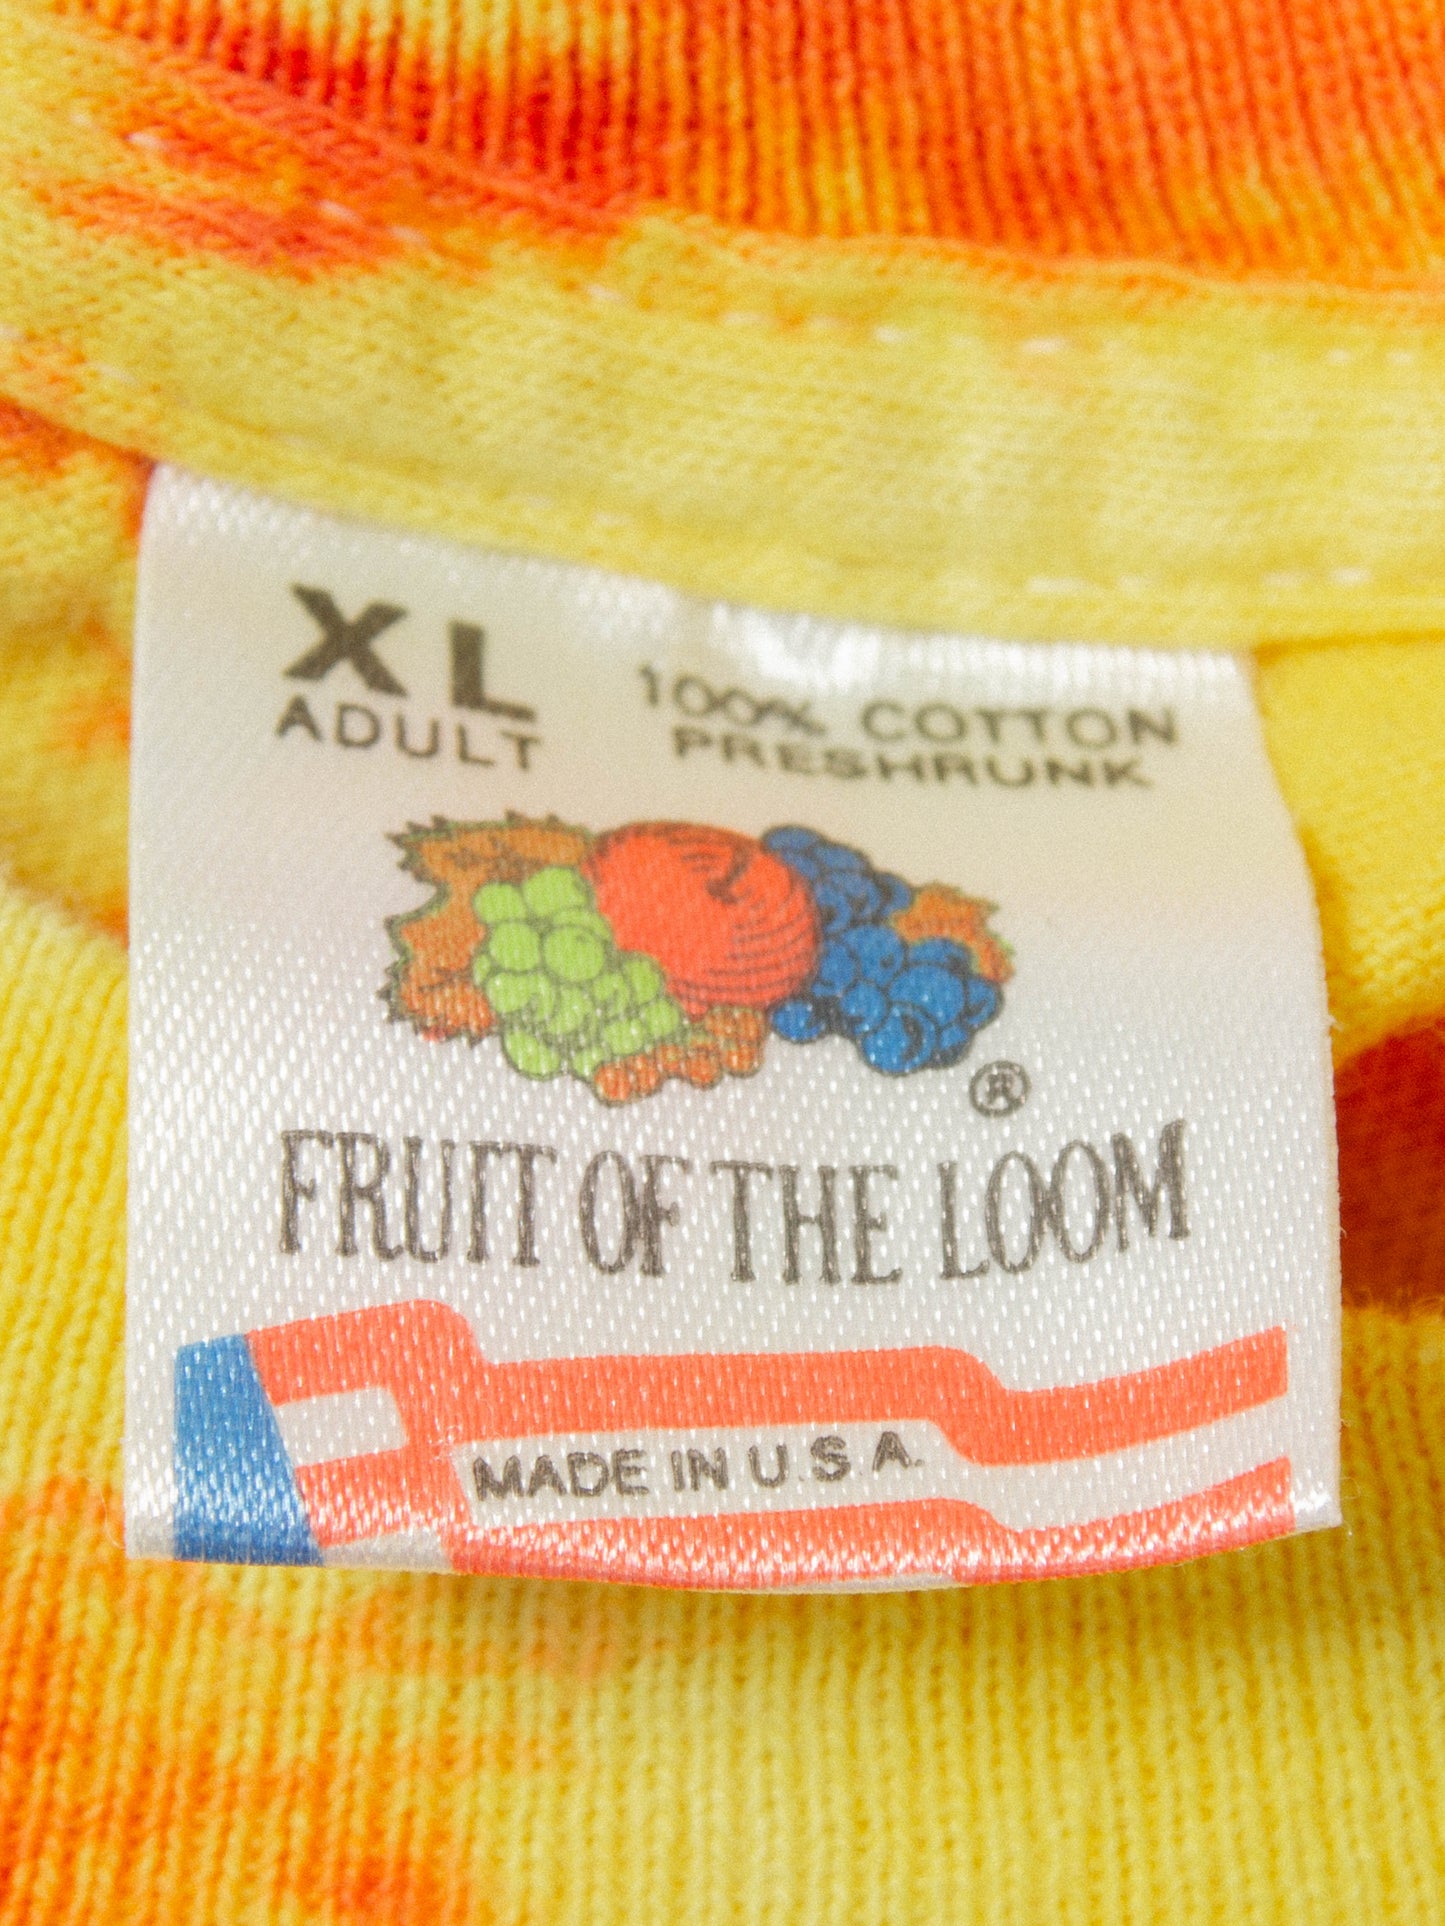 XL
ADULT
100% COTTON
PRESHRUNK
®
FRUIT OF THE LOOM
MADE IN U.S.A.